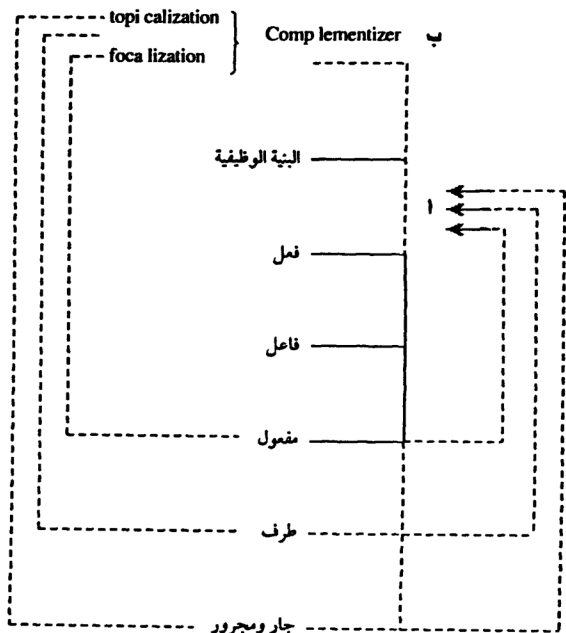 topi calization
Comp lementizer ب
foca lization
البنية الوظيفية
ا
فعل
فاعل
مفعول
طرف
جار ومجرور